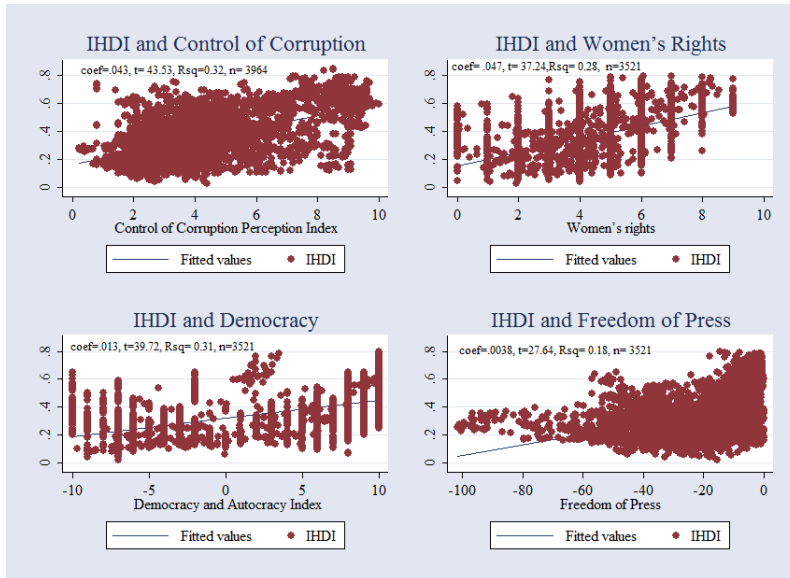 IHDI and Control of Corruption
coef=.043, t= 43.53, Rsq=0.32, n= 3964
.8
.6
.4
.2
0
0 2 4 6 8 10
Control of Corruption Perception Index
Fitted values IHDI
IHDI and Women's Rights
coef= .047, t= 37.24,Rsq= 0.28, n=3521
.8
.6
.4
.2
0
0 2 4 6 8 10
Women's rights
Fitted values IHDI
IHDI and Democracy
coef=.013, t=39.72, Rsq= 0.31, n=3521
.8
.6
.4
.2
0
-10 -5 0 5 10
Democracy and Autocracy Index
Fitted values IHDI
IHDI and Freedom of Press
coef=.0038, t=27.64, Rsq= 0.18, n= 3521
.8
.6
.4
.2
0
-100 -80 -60 -40 -20 0
Freedom of Press
Fitted values IHDI